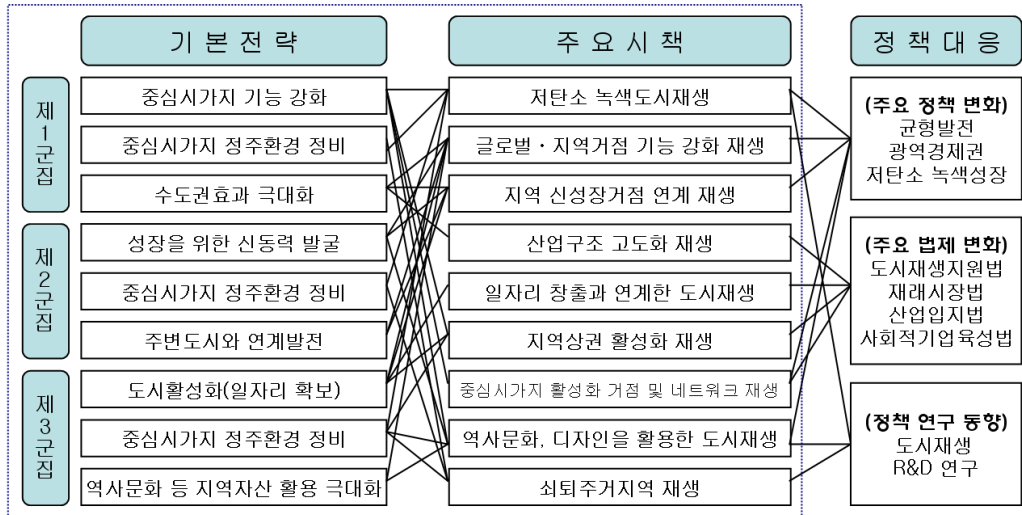 기본전략
주요시책
정책대응
제1군집
중심시가지 기능 강화
중심시가지 정주환경 정비
수도권효과 극대화
제2군집
성장을 위한 신동력 발굴
중심시가지 정주환경 정비
주변도시와 연계발전
제3군집
도시활성화(일자리 확보)
중심시가지 정주환경 정비
역사문화 등 지역자산 활용 극대화
저탄소 녹색도시재생
글로벌·지역거점 기능 강화 재생
지역 신성장거점 연계 재생
산업구조 고도화 재생
일자리 창출과 연계한 도시재생
지역상권 활성화 재생
중심시가지 활성화 거점 및 네트워크 재생
역사문화, 디자인을 활용한 도시재생
쇠퇴주거지역 재생
(주요 정책 변화)
균형발전
광역경제권
저탄소 녹색성장
(주요 법제 변화)
도시재생지원법
재래시장법
산업입지법
사회적기업육성법
(정책 연구 동향)
도시재생
R&D 연구